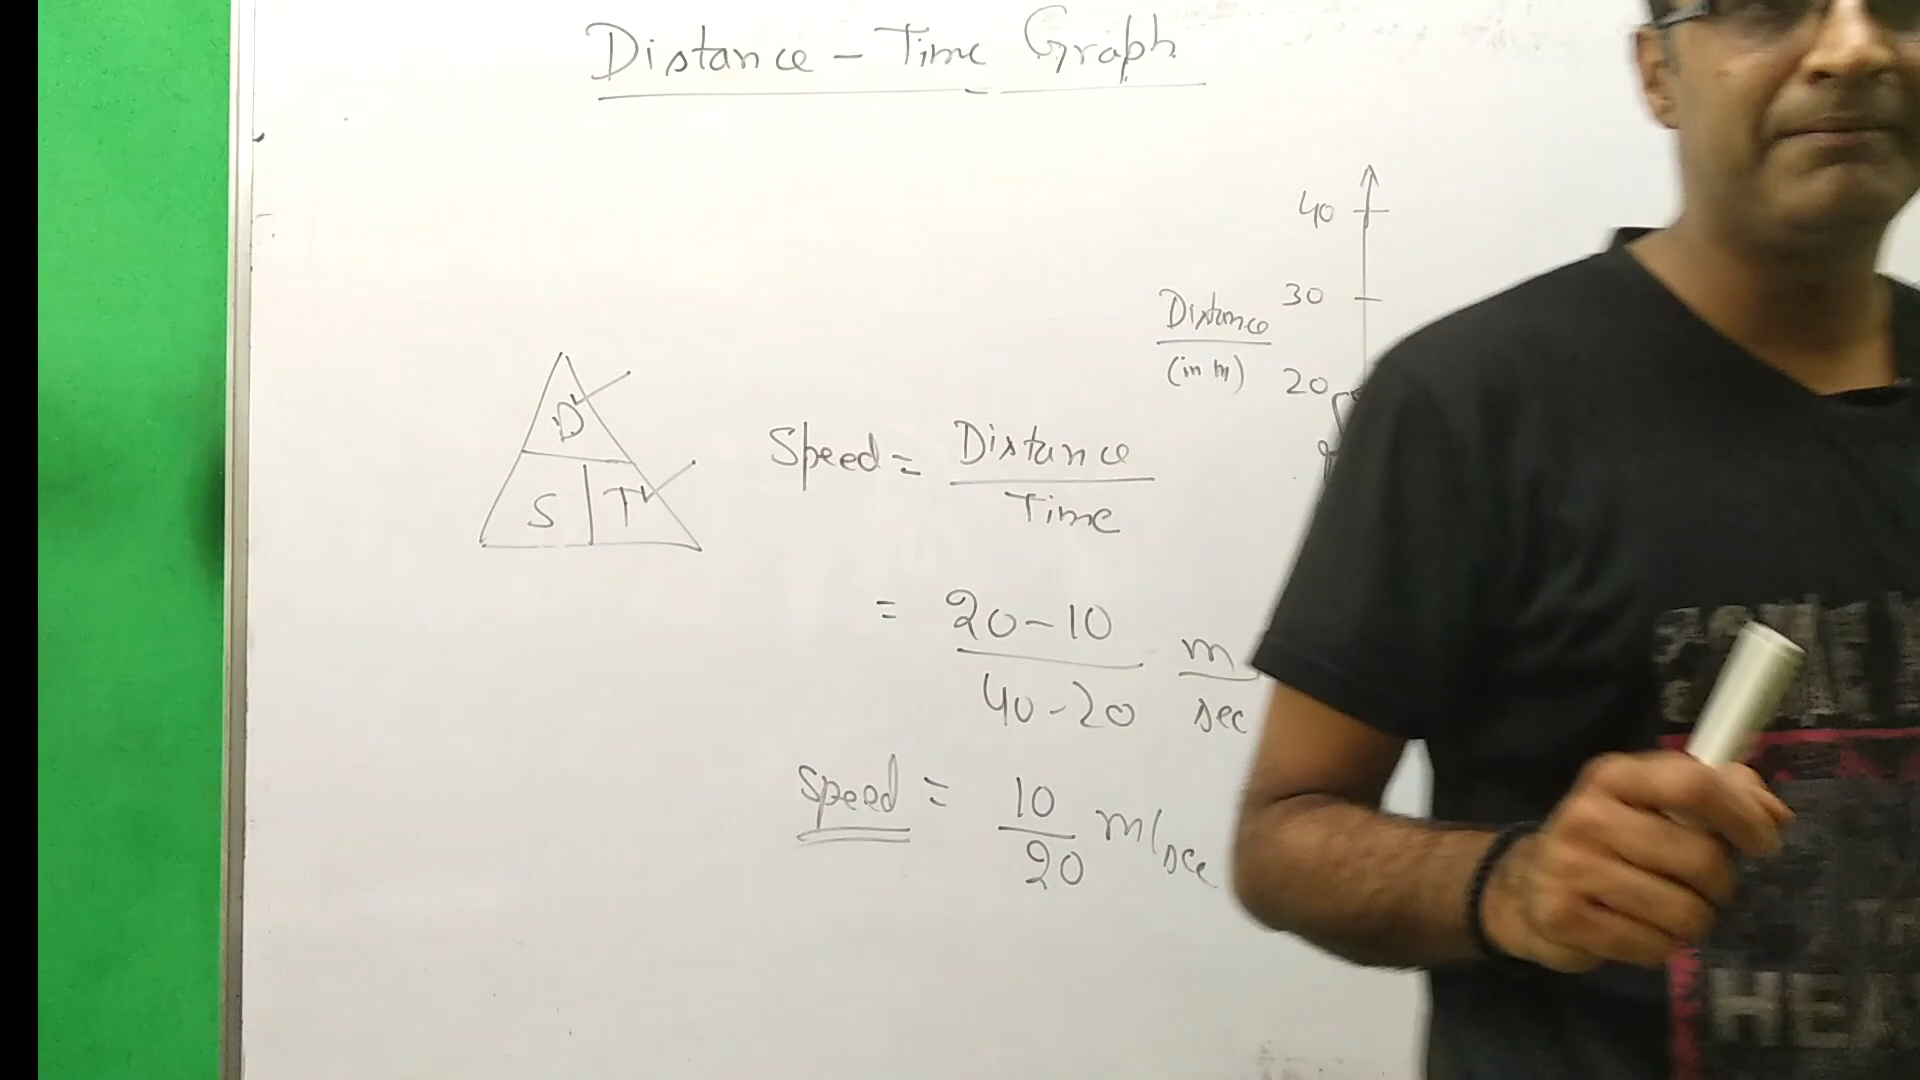 Distance - Time Graph
40
30
Distance
(in m)
20
D
S T
Speed = Distance
Time
= 20-10 m
40-20 sec
speed = 10 m/sec
20
HEA